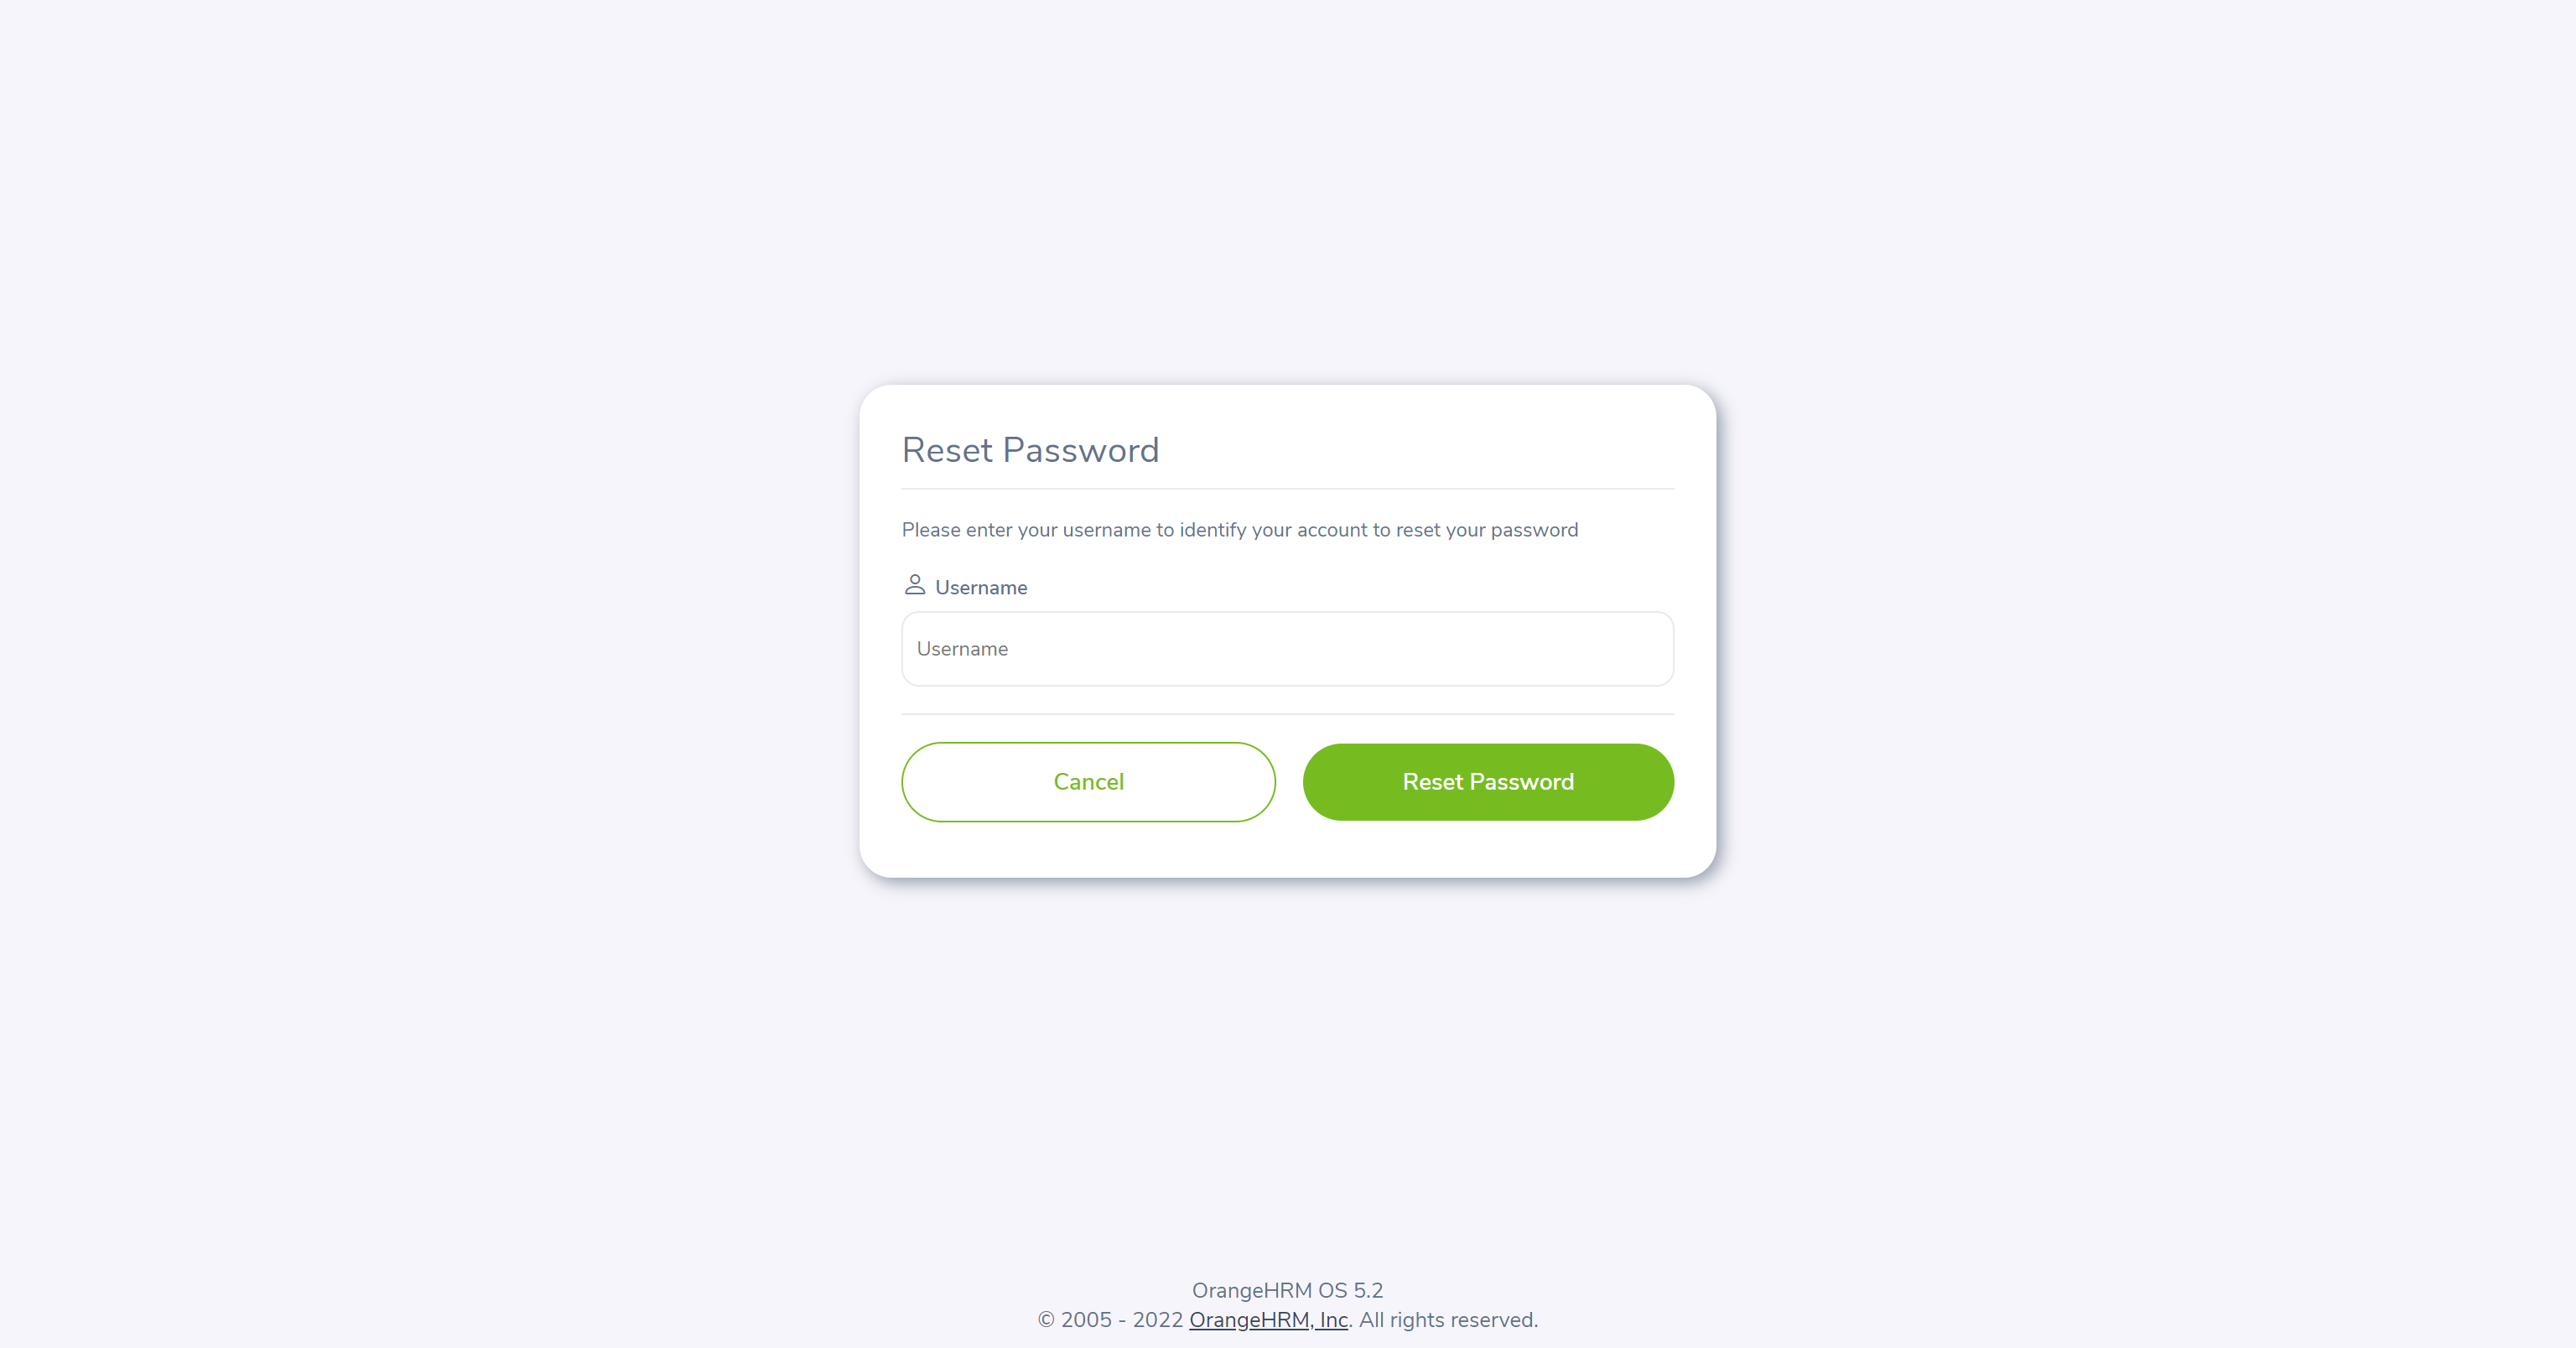 Reset Password
Please enter your username to identify your account to reset your password
Username
Username
Cancel
Reset Password
OrangeHRM OS 5.2
© 2005 - 2022 OrangeHRM, Inc. All rights reserved.